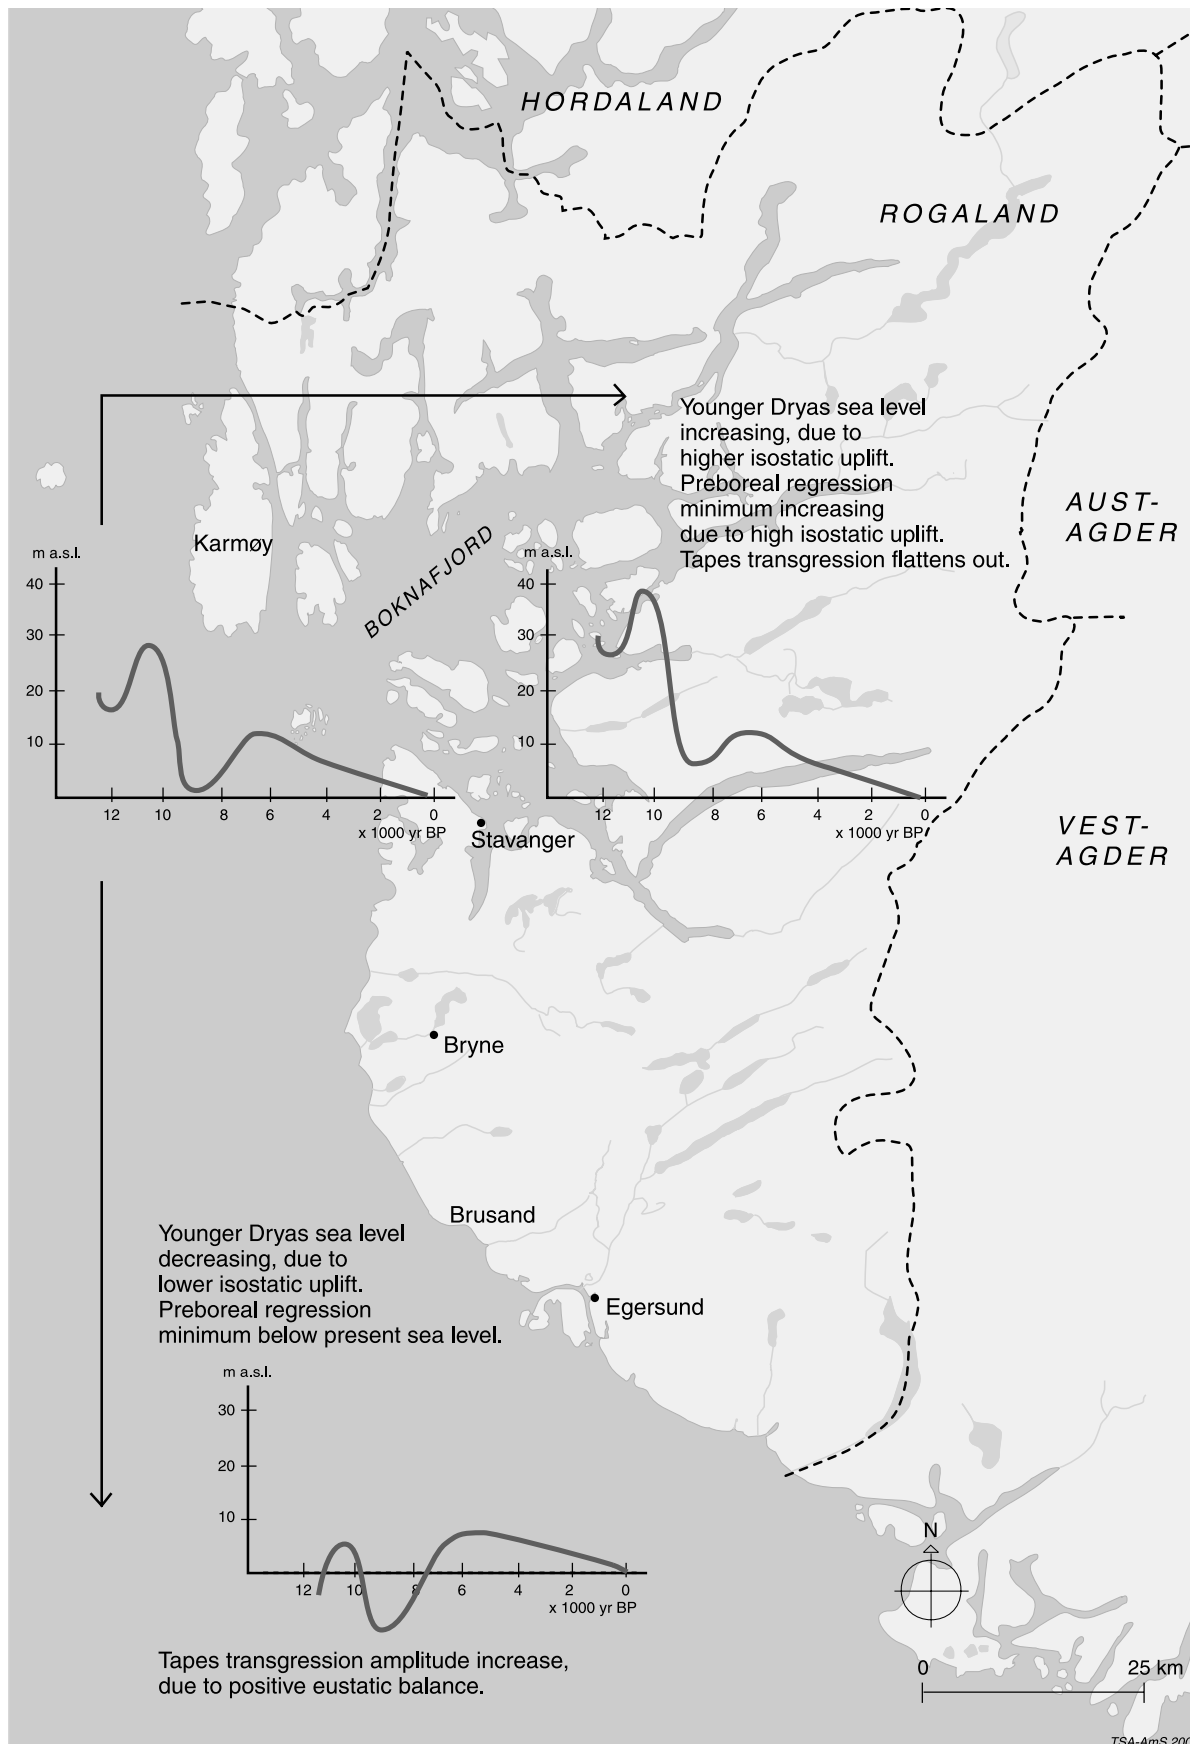 HORDALAND
ROGALAND
Younger Dryas sea level
increasing, due to
higher isostatic uplift.
Preboreal regression
minimum increasing
due to high isostatic uplift.
Tapes transgression flattens out.
AUST-
AGDER
Karmøy
BOKNAFJORD
m a.s.l.
40
30
20
10
12
10
8
6
4
2
0
x 1000 yr BP
m a.s.l.
40
30
20
10
12
10
8
6
4
2
0
x 1000 yr BP
Stavanger
VEST-
AGDER
Bryne
Brusand
Egersund
Younger Dryas sea level
decreasing, due to
lower isostatic uplift.
Preboreal regression
minimum below present sea level.
m a.s.l.
30
20
10
12
10
8
6
4
2
0
x 1000 yr BP
Tapes transgression amplitude increase,
due to positive eustatic balance.
N
0
25 km
TSA-AmS 200